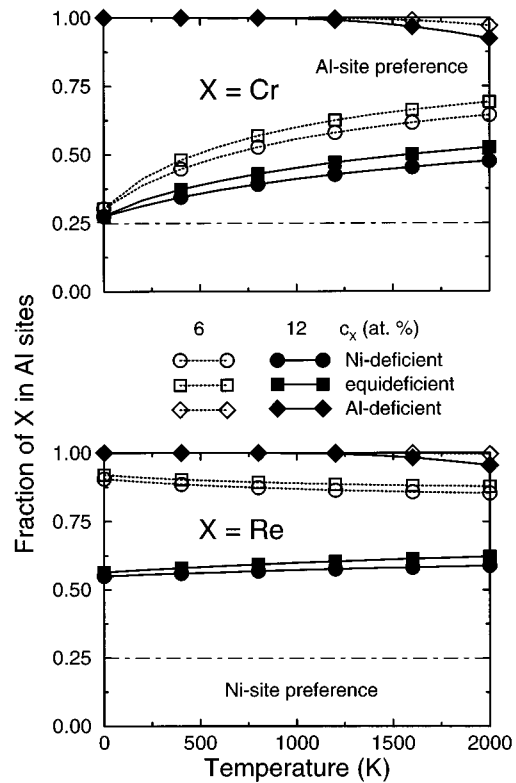 1.00
Al-site preference
X = Cr
0.75
0.50
0.25
0.00
6 12 cX (at. %)
Ni-deficient
equideficient
Al-deficient
Fraction of X in Al sites
1.00
0.75
X = Re
0.50
0.25
Ni-site preference
0.00
0 500 1000 1500 2000
Temperature (K)